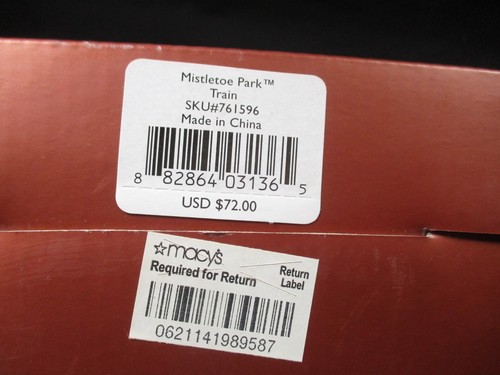 Mistletoe Park™
Train
SKU#761596
Made in China
8 82864 03136 5
USD $72.00
☆macy's
Required for Return
Return
Label
0621141989587